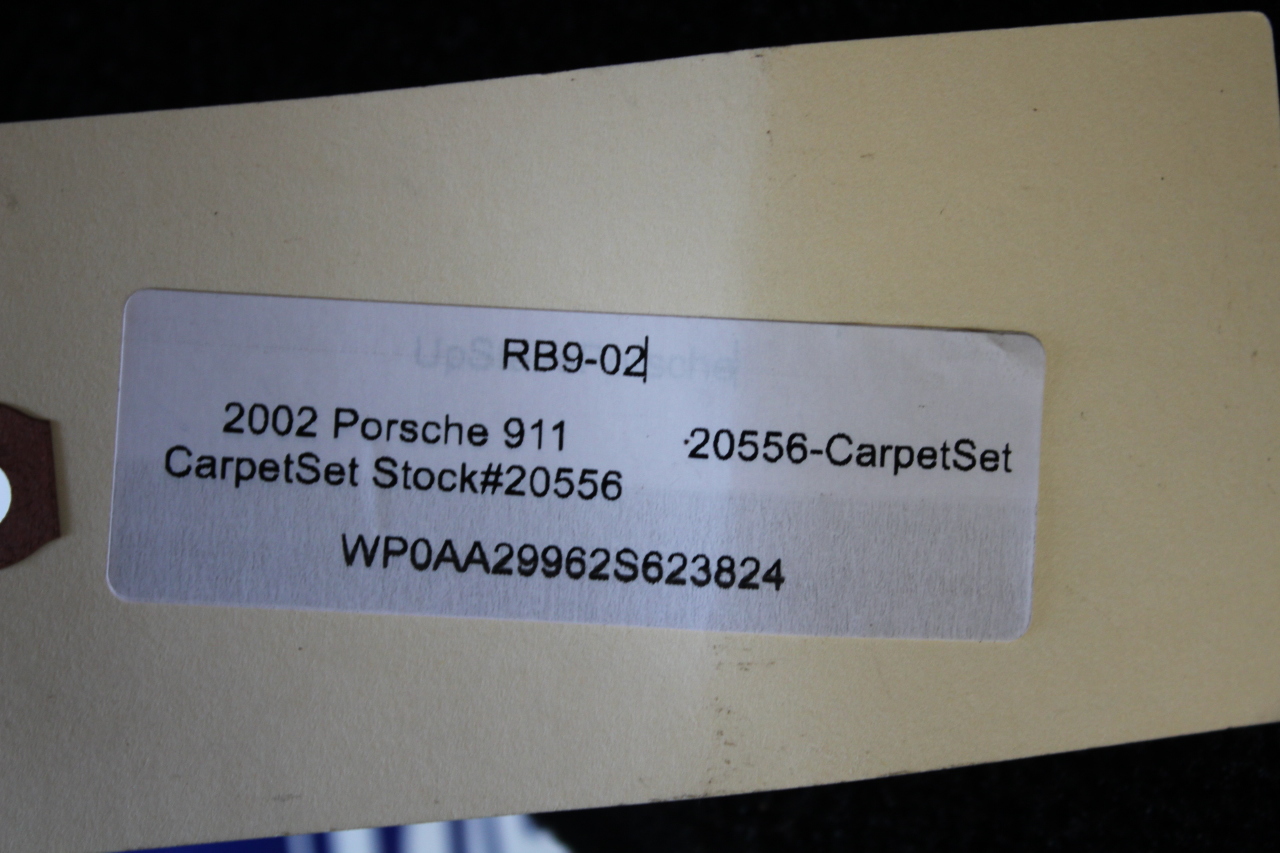 RB9-02
2002 Porsche 911
CarpetSet Stock#20556
20556-CarpetSet
WP0AA29962S623824